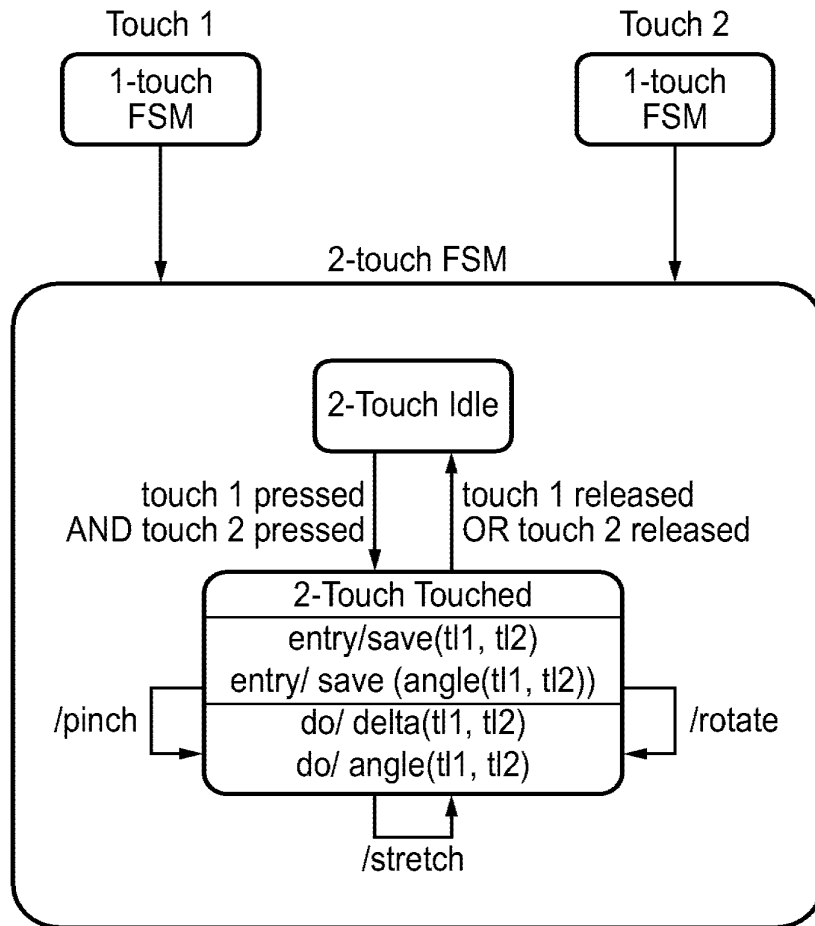 Touch 1
Touch 2
1-touch
FSM
1-touch
FSM
2-touch FSM
2-Touch Idle
touch 1 pressed
AND touch 2 pressed
touch 1 released
OR touch 2 released
2-Touch Touched
entry/save(tl1, tl2)
entry/ save (angle(tl1, tl2))
do/ delta(tl1, tl2)
do/ angle(tl1, tl2)
/pinch
/rotate
/stretch